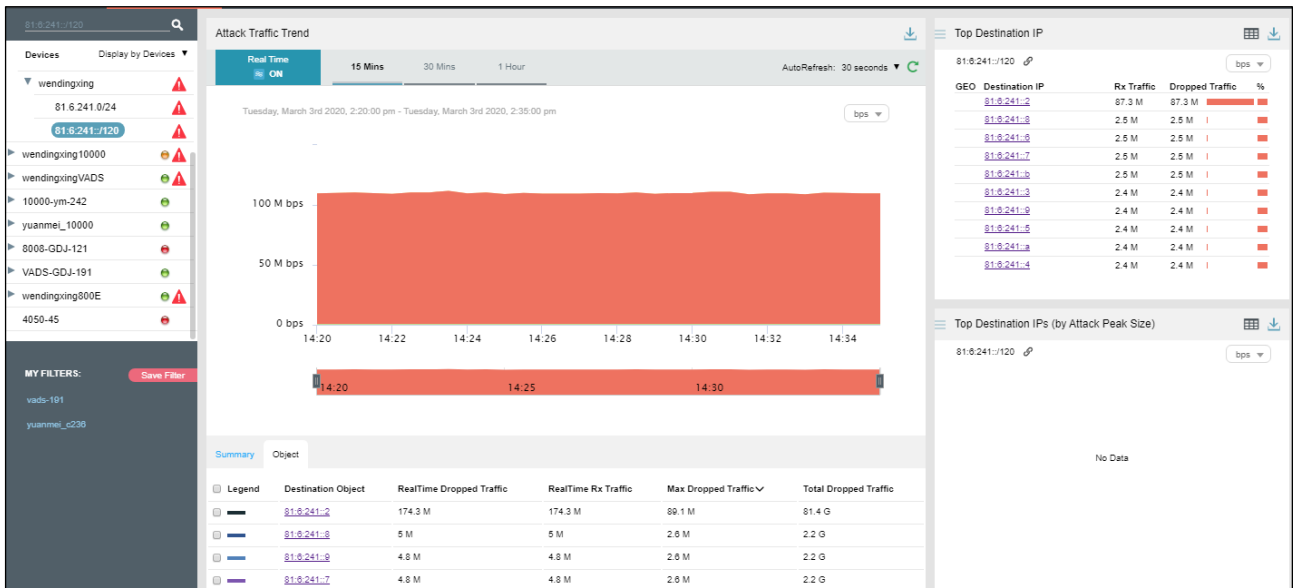 81:6:241::/120
Devices Display by Devices ▼
wendingxing
81.6.241.0/24
81:6:241::/120
wendingxing10000
wendingxingVADS
10000-ym-242
yuanmei_10000
8008-GDJ-121
VADS-GDJ-191
wendingxing800E
4050-45
MY FILTERS: Save Filter
vads-191
yuanmei_c236
Attack Traffic Trend
Real Time
ON
15 Mins 30 Mins 1 Hour
AutoRefresh: 30 seconds ▼
Tuesday, March 3rd 2020, 2:20:00 pm - Tuesday, March 3rd 2020, 2:35:00 pm
bps
100 M bps
50 M bps
0 bps
14:20 14:22 14:24 14:26 14:28 14:30 14:32 14:34
14:20 14:25 14:30
Summary Object
Legend Destination Object RealTime Dropped Traffic RealTime Rx Traffic Max Dropped Traffic Total Dropped Traffic
81:6:241::2 174.3 M 174.3 M 89.1 M 81.4 G
81:6:241::8 5 M 5 M 2.6 M 2.2 G
81:6:241::9 4.8 M 4.8 M 2.6 M 2.2 G
81:6:241::7 4.8 M 4.8 M 2.6 M 2.2 G
Top Destination IP
81:6:241::/120
bps
GEO Destination IP Rx Traffic Dropped Traffic %
81:6:241::2 87.3 M 87.3 M
81:6:241::8 2.5 M 2.5 M
81:6:241::6 2.5 M 2.5 M
81:6:241::7 2.5 M 2.5 M
81:6:241::b 2.5 M 2.5 M
81:6:241::3 2.4 M 2.4 M
81:6:241::9 2.4 M 2.4 M
81:6:241::5 2.4 M 2.4 M
81:6:241::a 2.4 M 2.4 M
81:6:241::4 2.4 M 2.4 M
Top Destination IPs (by Attack Peak Size)
81:6:241::/120
bps
No Data